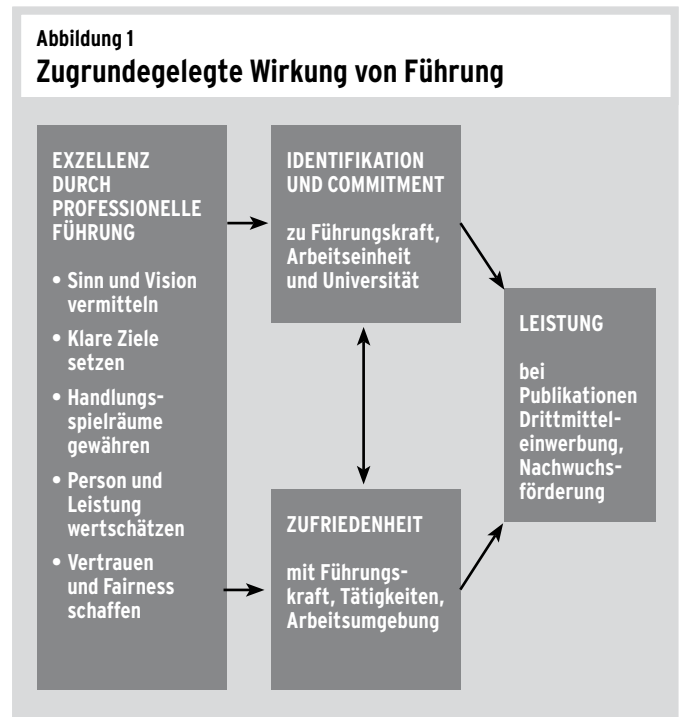 Abbildung 1
Zugrundegelegte Wirkung von Führung
EXZELLENZ
DURCH
PROFESSIONELLE
FÜHRUNG
• Sinn und Vision
vermitteln
• Klare Ziele
setzen
• Handlungs-
spielräume
gewähren
• Person und
Leistung
wertschätzen
• Vertrauen
und Fairness
schaffen
IDENTIFIKATION
UND COMMITMENT
zu Führungskraft,
Arbeitseinheit
und Universität
ZUFRIEDENHEIT
mit Führungs-
kraft, Tätigkeiten,
Arbeitsumgebung
LEISTUNG
bei
Publikationen
Drittmittel-
einwerbung,
Nachwuchs-
förderung